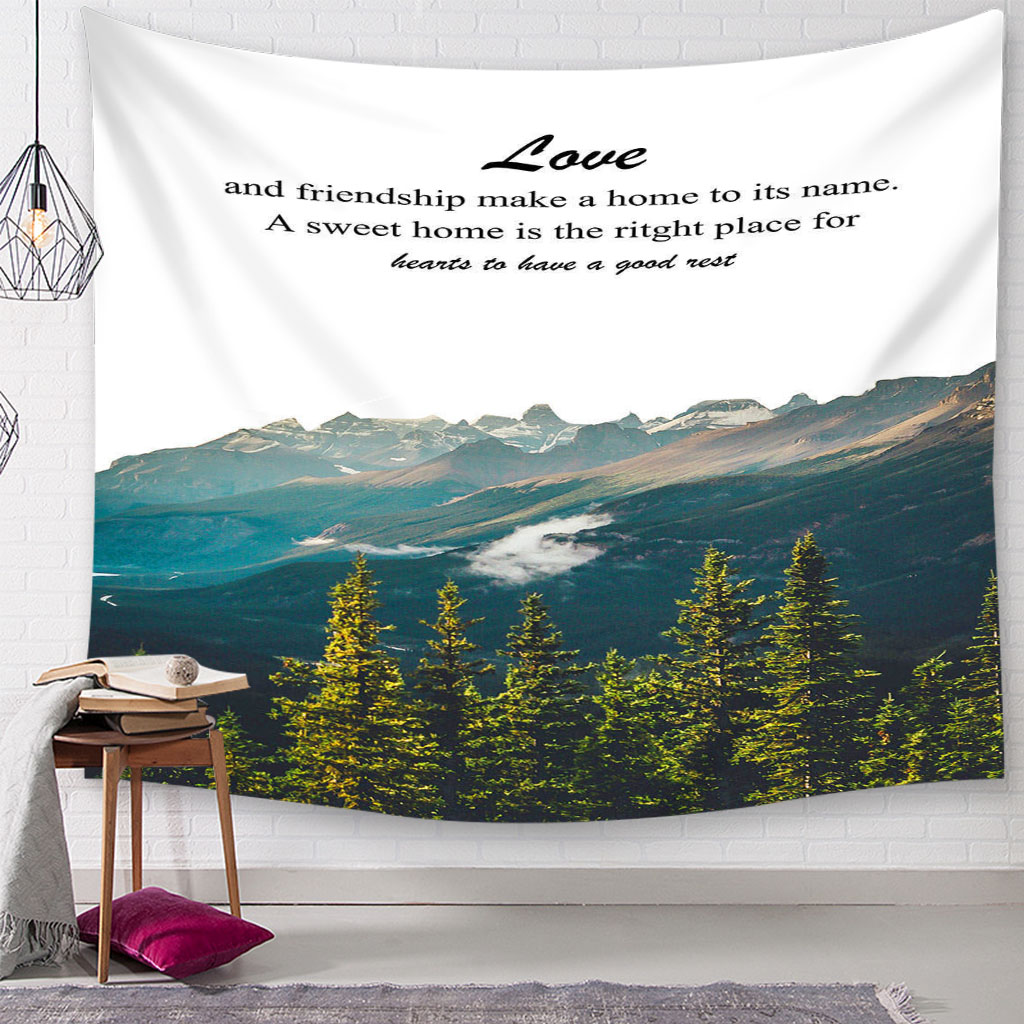 Love
and friendship make a home to its name.
A sweet home is the ritght place for
hearts to have a good rest